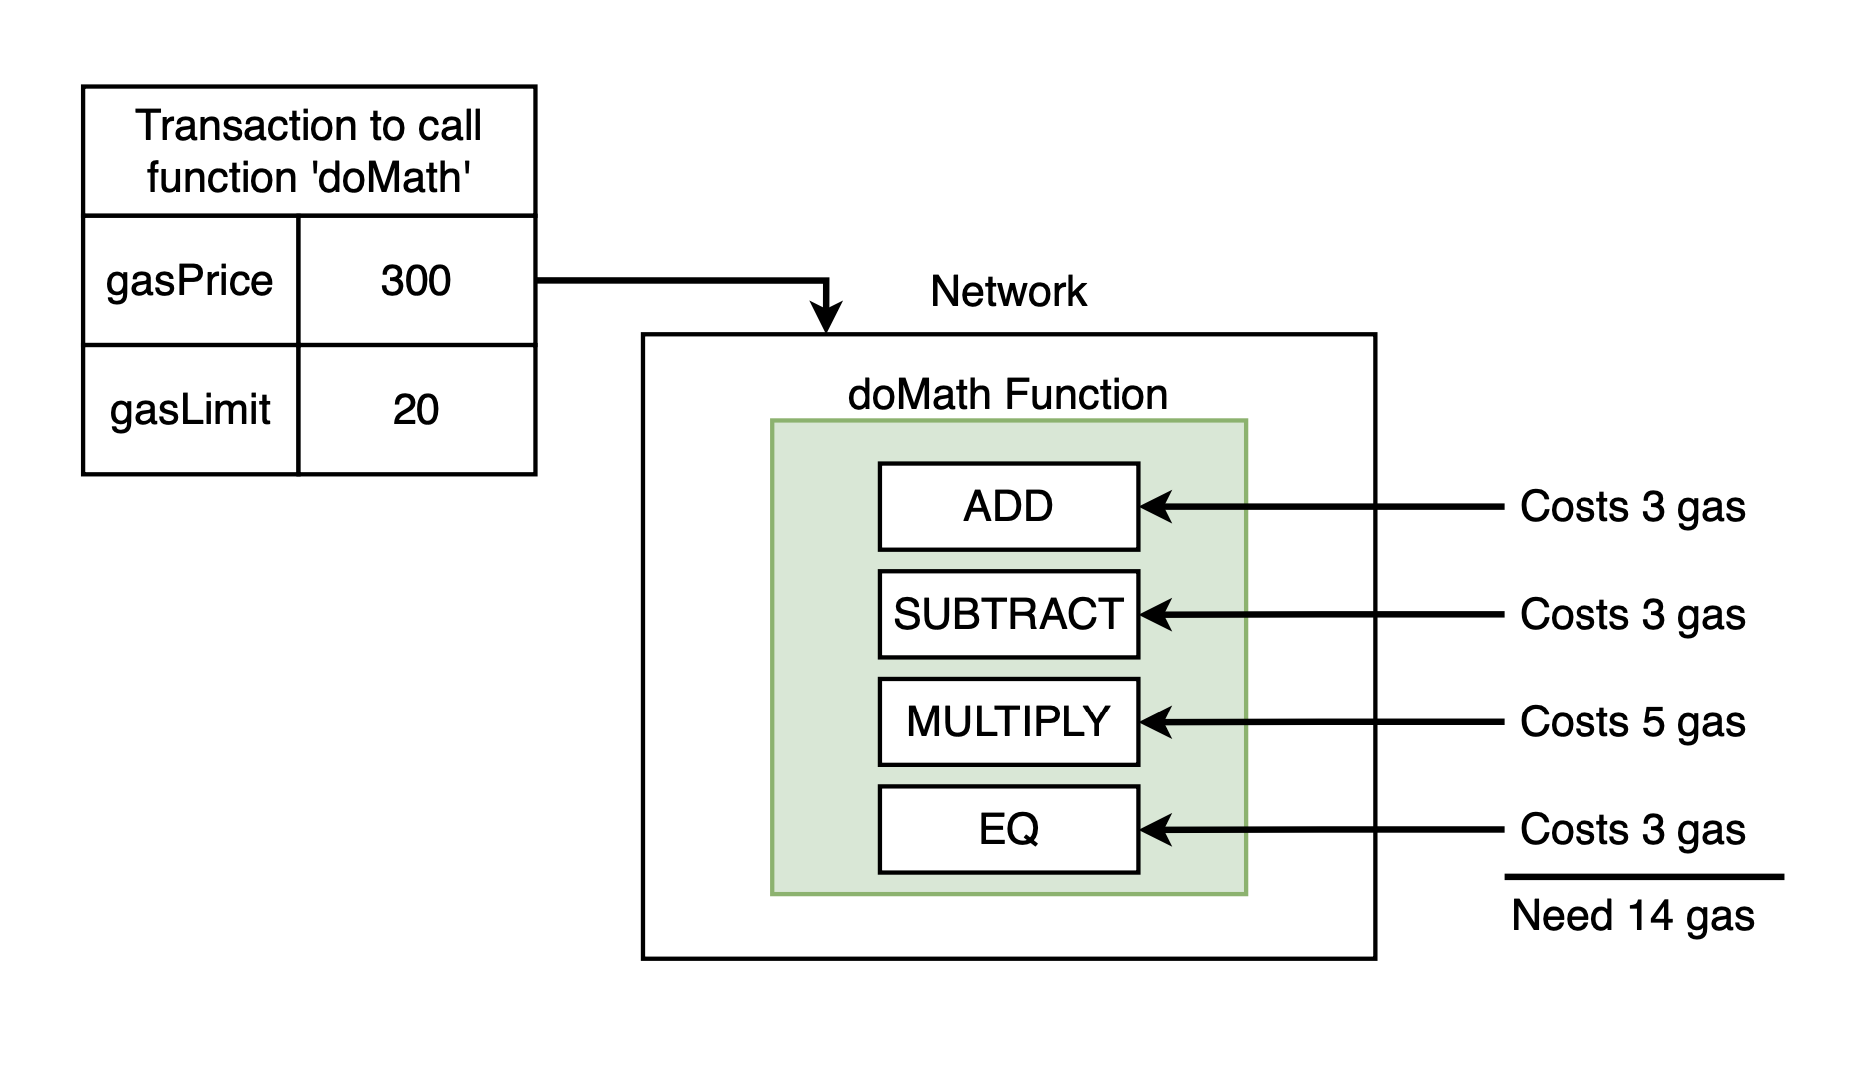 Transaction to call
function 'doMath'
gasPrice 300
gasLimit 20
Network
doMath Function
ADD Costs 3 gas
SUBTRACT Costs 3 gas
MULTIPLY Costs 5 gas
EQ Costs 3 gas
Need 14 gas